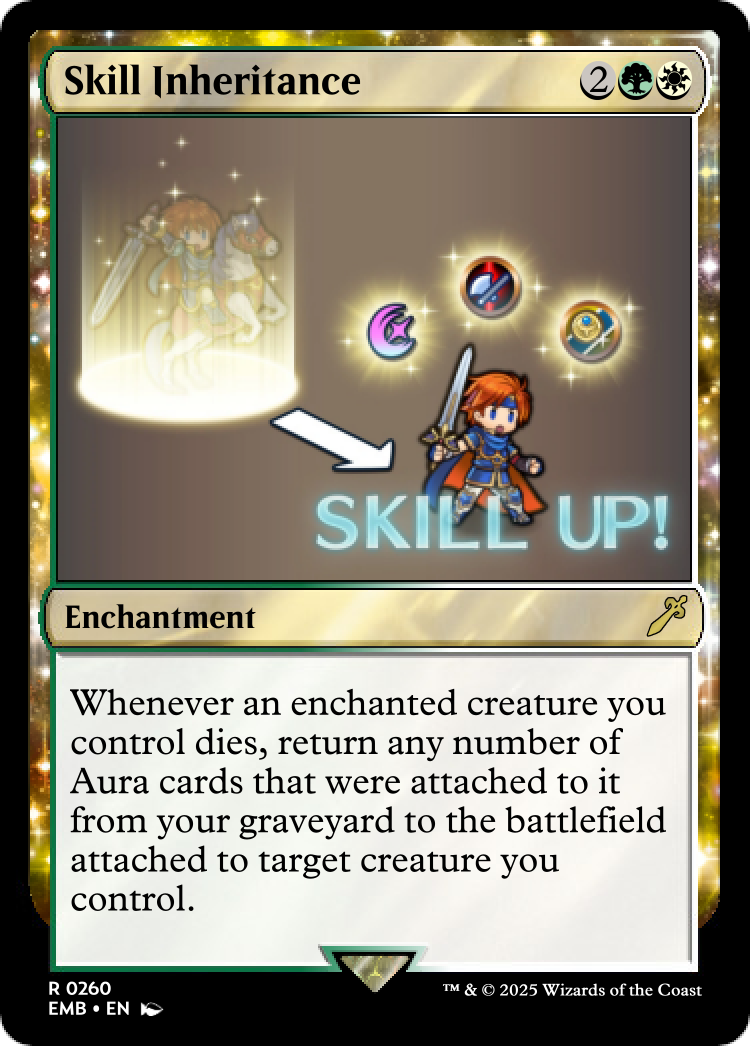 Skill Inheritance 2
SKILL UP!
Enchantment
Whenever an enchanted creature you
control dies, return any number of
Aura cards that were attached to it
from your graveyard to the battlefield
attached to target creature you
control.
R 0260
EMB • EN
™ & © 2025 Wizards of the Coast